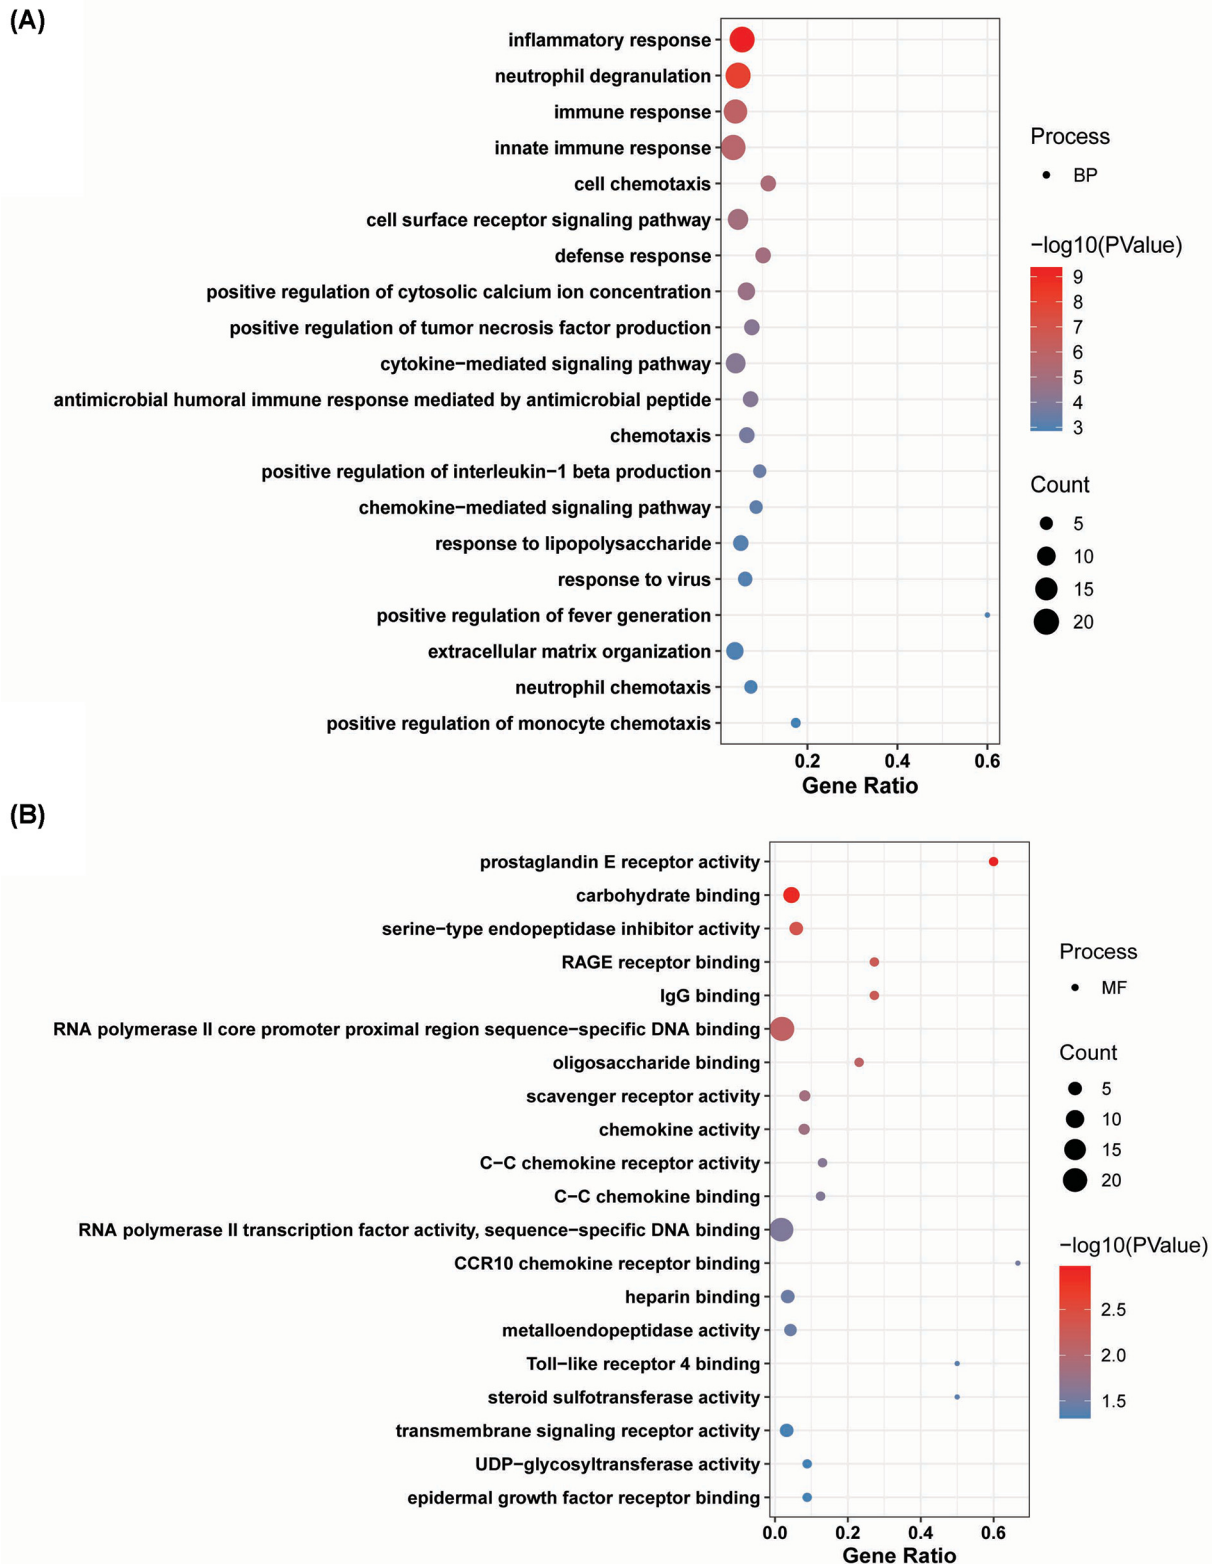 (A)
inflammatory response
neutrophil degranulation
immune response
innate immune response
cell chemotaxis
cell surface receptor signaling pathway
defense response
positive regulation of cytosolic calcium ion concentration
positive regulation of tumor necrosis factor production
cytokine−mediated signaling pathway
antimicrobial humoral immune response mediated by antimicrobial peptide
chemotaxis
positive regulation of interleukin−1 beta production
chemokine−mediated signaling pathway
response to lipopolysaccharide
response to virus
positive regulation of fever generation
extracellular matrix organization
neutrophil chemotaxis
positive regulation of monocyte chemotaxis
0.2 0.4 0.6
Gene Ratio
Process
BP
−log10(PValue)
9
8
7
6
5
4
3
Count
5
10
15
20
(B)
prostaglandin E receptor activity
carbohydrate binding
serine−type endopeptidase inhibitor activity
RAGE receptor binding
IgG binding
RNA polymerase II core promoter proximal region sequence−specific DNA binding
oligosaccharide binding
scavenger receptor activity
chemokine activity
C−C chemokine receptor activity
C−C chemokine binding
RNA polymerase II transcription factor activity, sequence−specific DNA binding
CCR10 chemokine receptor binding
heparin binding
metalloendopeptidase activity
Toll−like receptor 4 binding
steroid sulfotransferase activity
transmembrane signaling receptor activity
UDP−glycosyltransferase activity
epidermal growth factor receptor binding
0.0 0.2 0.4 0.6
Gene Ratio
Process
MF
Count
5
10
15
20
−log10(PValue)
2.5
2.0
1.5